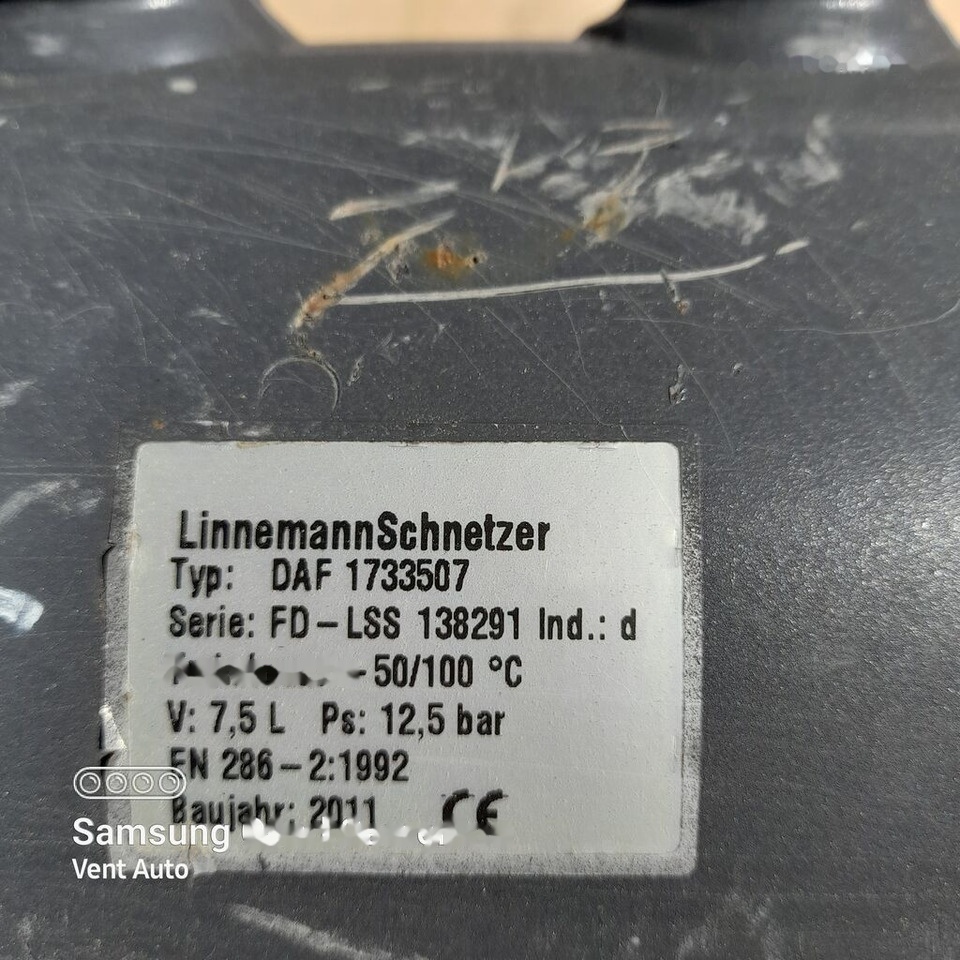 LinnemannSchnetzer
Typ: DAF 1733507
Serie: FD-LSS 138291 Ind.: d
-50/100 °C
V: 7,5 L Ps: 12,5 bar
EN 286-2:1992
Baujahr: 2011 CE
Samsung
Vent Auto